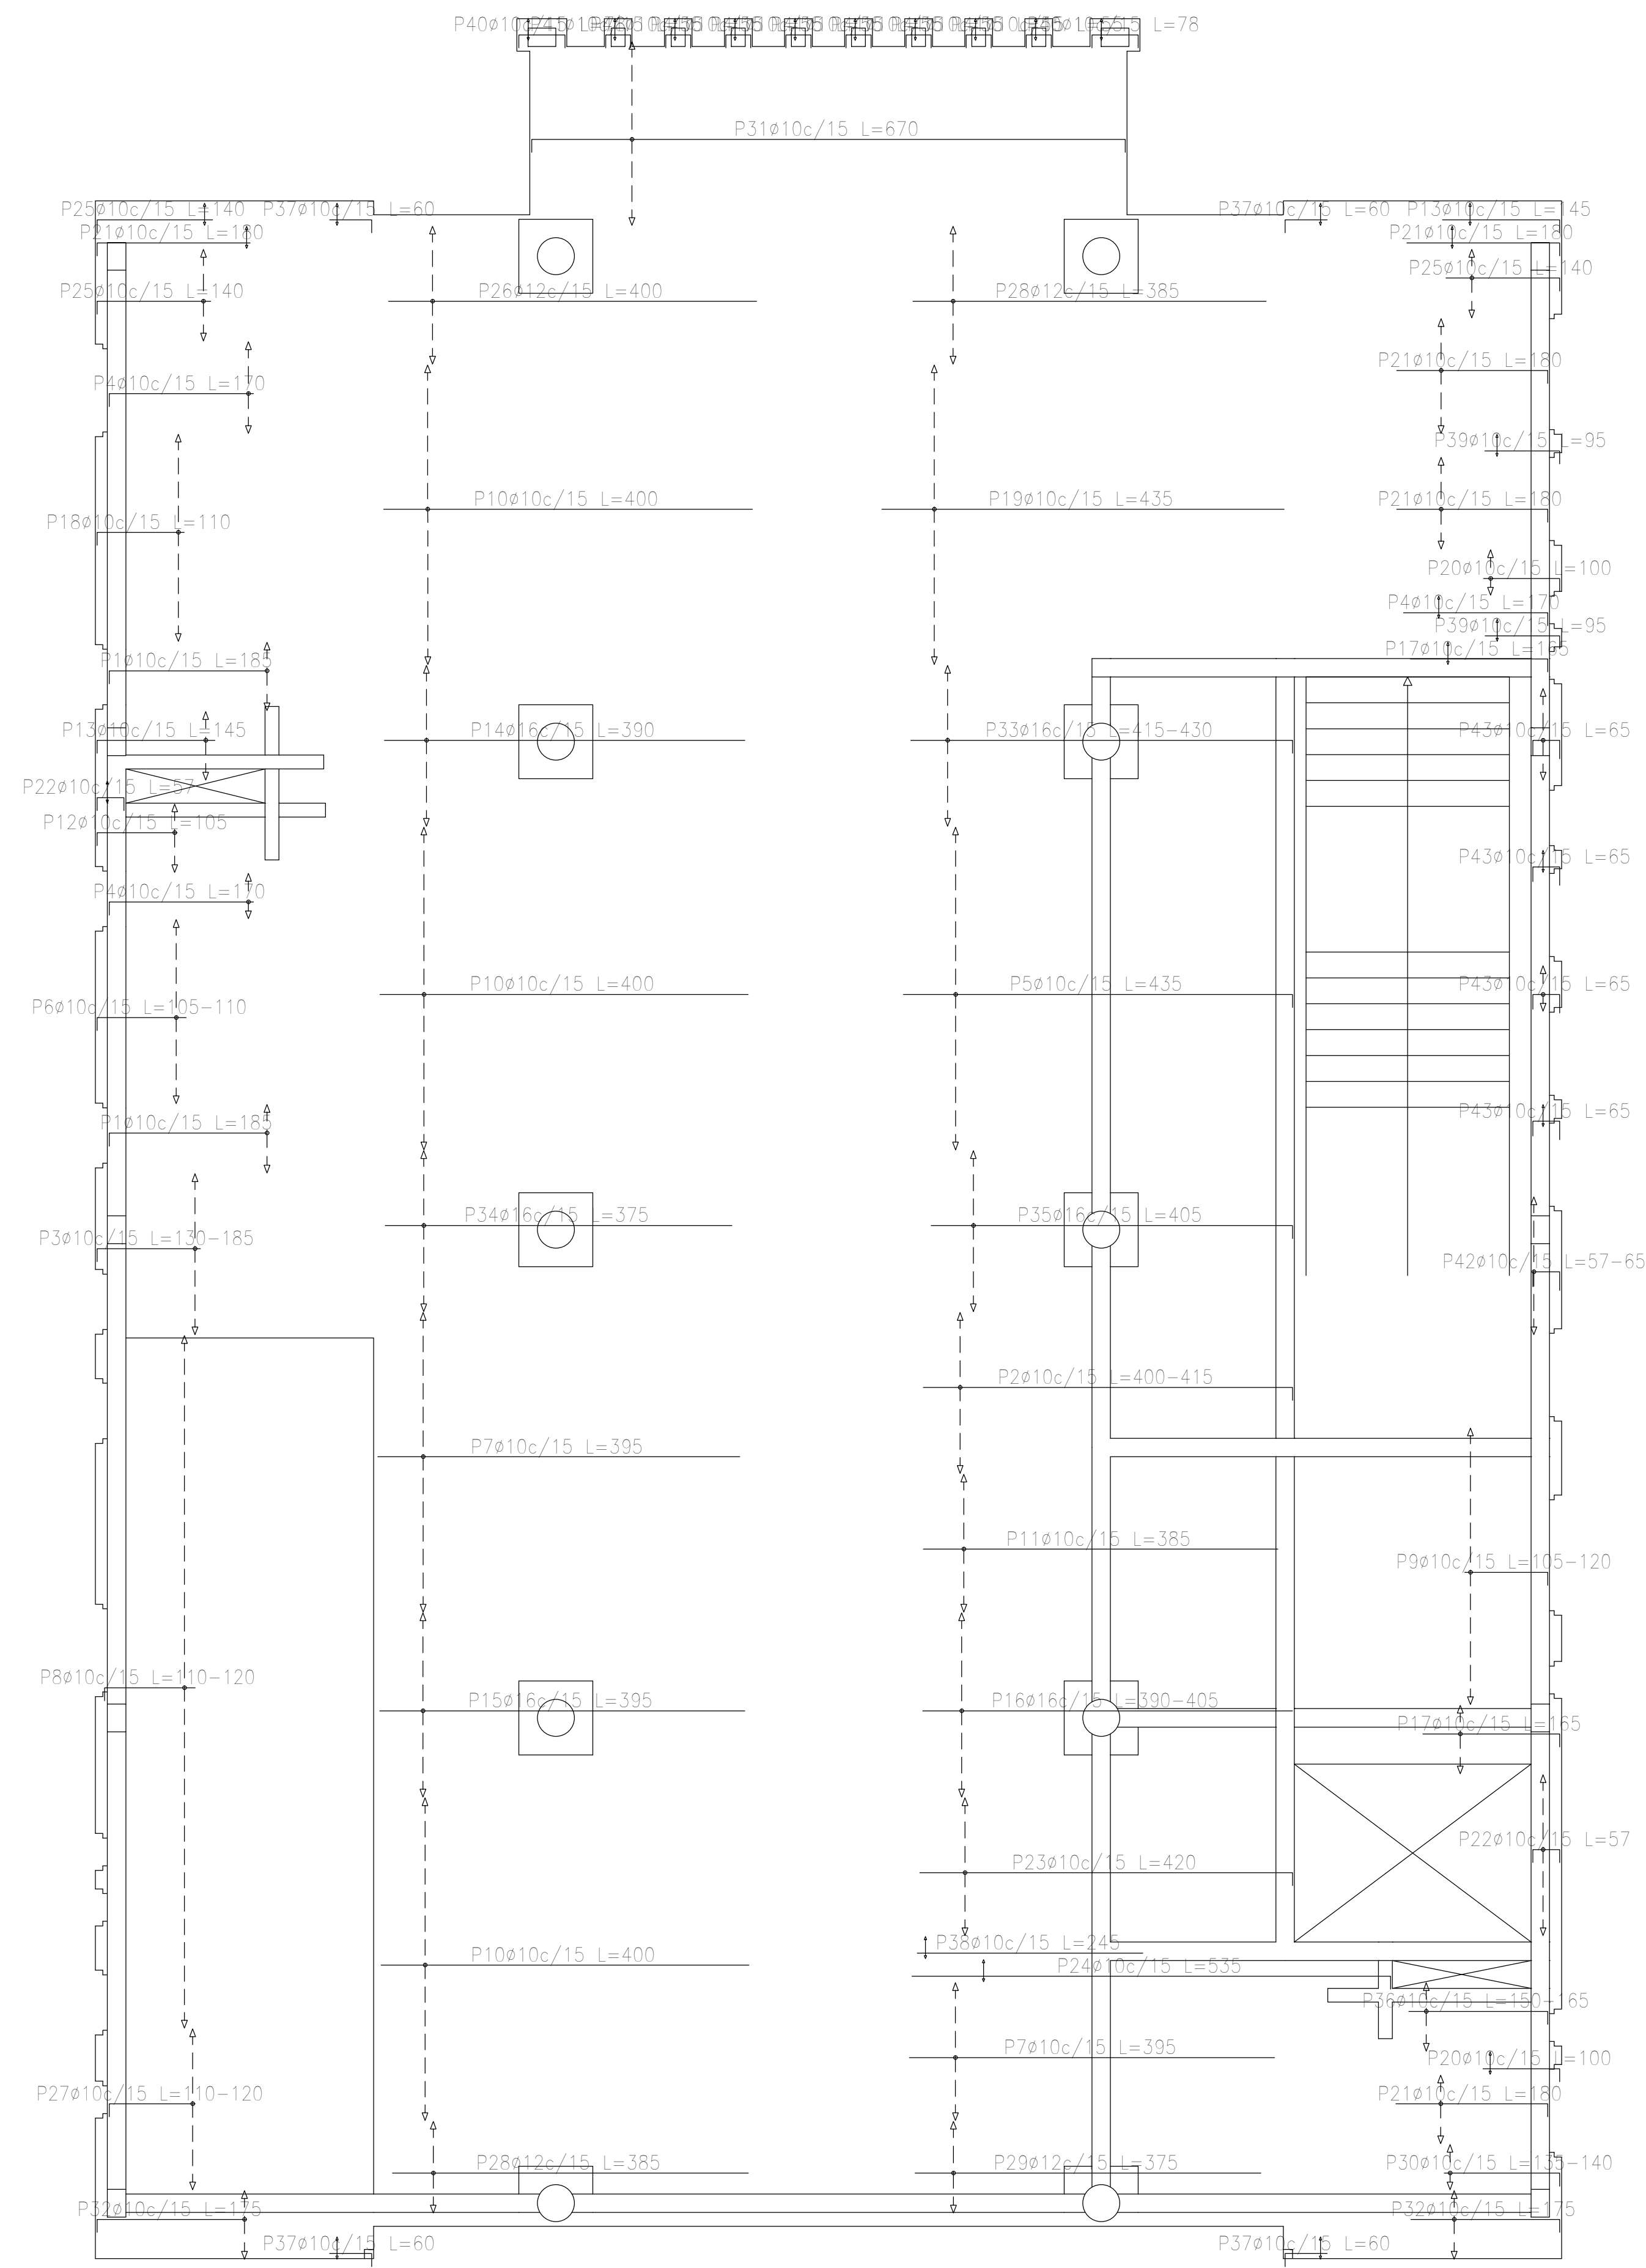 P40ø10c/15 L=78
P31ø10c/15 L=670
P25ø10c/15 L=140 P37ø10c/15 L=60 P37ø10c/15 L=60 P13ø10c/15 L=145
P21ø10c/15 L=180 P21ø10c/15 L=180
P25ø10c/15 L=140
P25ø10c/15 L=140 P26ø12c/15 L=400 P28ø12c/15 L=385
P21ø10c/15 L=180
P4ø10c/15 L=170
P39ø10c/15 L=95
P10ø10c/15 L=400 P19ø10c/15 L=435 P21ø10c/15 L=180
P18ø10c/15 L=110
P20ø10c/15 L=100
P4ø10c/15 L=170
P39ø10c/15 L=95
P1ø10c/15 L=185 P17ø10c/15 L=165
P13ø10c/15 L=145 P14ø16c/15 L=390 P33ø16c/15 L=415-430 P43ø10c/15 L=65
P22ø10c/15 L=57
P12ø10c/15 L=105
P43ø10c/15 L=65
P4ø10c/15 L=170
P10ø10c/15 L=400 P5ø10c/15 L=435 P43ø10c/15 L=65
P6ø10c/15 L=105-110
P1ø10c/15 L=185 P43ø10c/15 L=65
P34ø16c/15 L=375 P35ø16c/15 L=405
P3ø10c/15 L=130-185
P42ø10c/15 L=57-65
P2ø10c/15 L=400-415
P7ø10c/15 L=395
P11ø10c/15 L=385
P9ø10c/15 L=105-120
P8ø10c/15 L=110-120
P15ø16c/15 L=395 P16ø16c/15 L=390-405
P17ø10c/15 L=165
P22ø10c/15 L=57
P23ø10c/15 L=420
P38ø10c/15 L=245
P10ø10c/15 L=400 P24ø10c/15 L=535
P36ø10c/15 L=150-165
P7ø10c/15 L=395 P20ø10c/15 L=100
P27ø10c/15 L=110-120 P21ø10c/15 L=180
P28ø12c/15 L=385 P29ø12c/15 L=375 P30ø10c/15 L=135-140
P32ø10c/15 L=175 P32ø10c/15 L=175
P37ø10c/15 L=60 P37ø10c/15 L=60